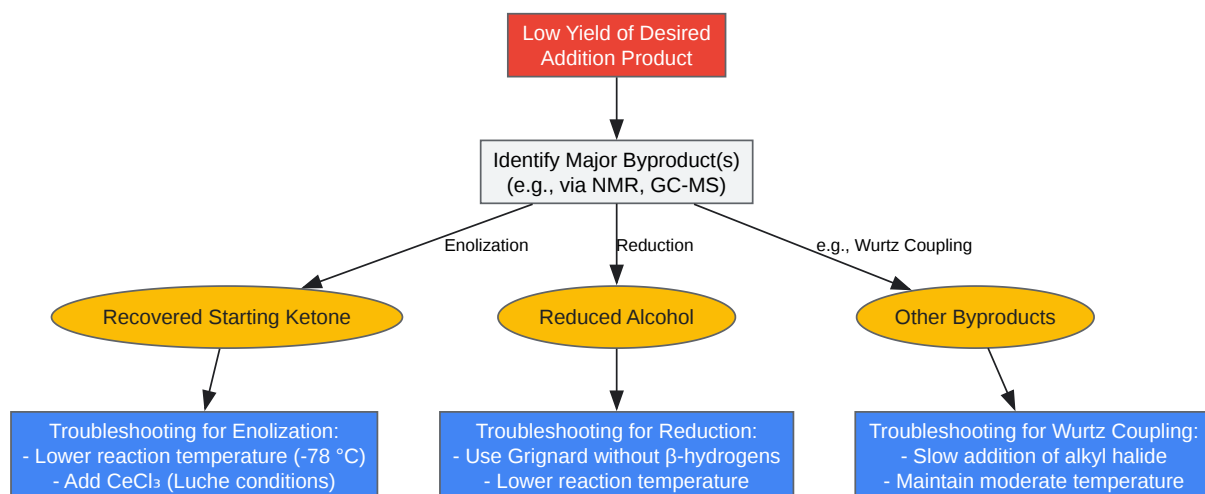 Low Yield of Desired
Addition Product
Identify Major Byproduct(s)
(e.g., via NMR, GC-MS)
Enolization
Reduction
e.g., Wurtz Coupling
Recovered Starting Ketone
Reduced Alcohol
Other Byproducts
Troubleshooting for Enolization:
- Lower reaction temperature (-78 °C)
- Add CeCl₃ (Luche conditions)
Troubleshooting for Reduction:
- Use Grignard without β-hydrogens
- Lower reaction temperature
Troubleshooting for Wurtz Coupling:
- Slow addition of alkyl halide
- Maintain moderate temperature